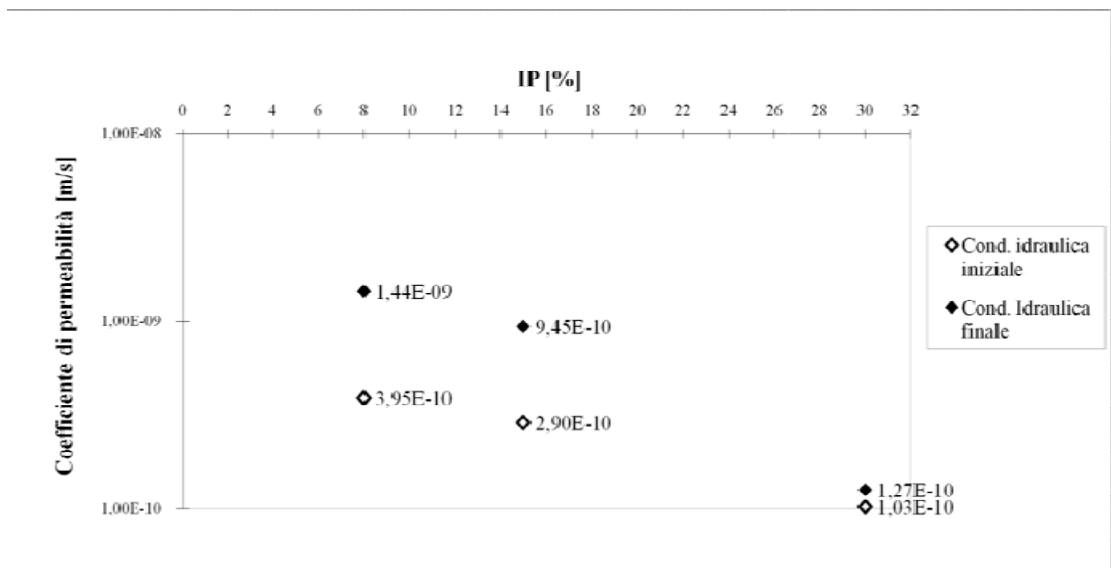 IP [%]
0 2 4 6 8 10 12 14 16 18 20 22 24 26 28 30 32
1,00E-08
Coefficiente di permeabilità [m/s]
1,44E-09
1,00E-09
9,45E-10
3,95E-10
2,90E-10
1,27E-10
1,00E-10
1,03E-10
Cond. idraulica
iniziale
Cond. Idraulica
finale